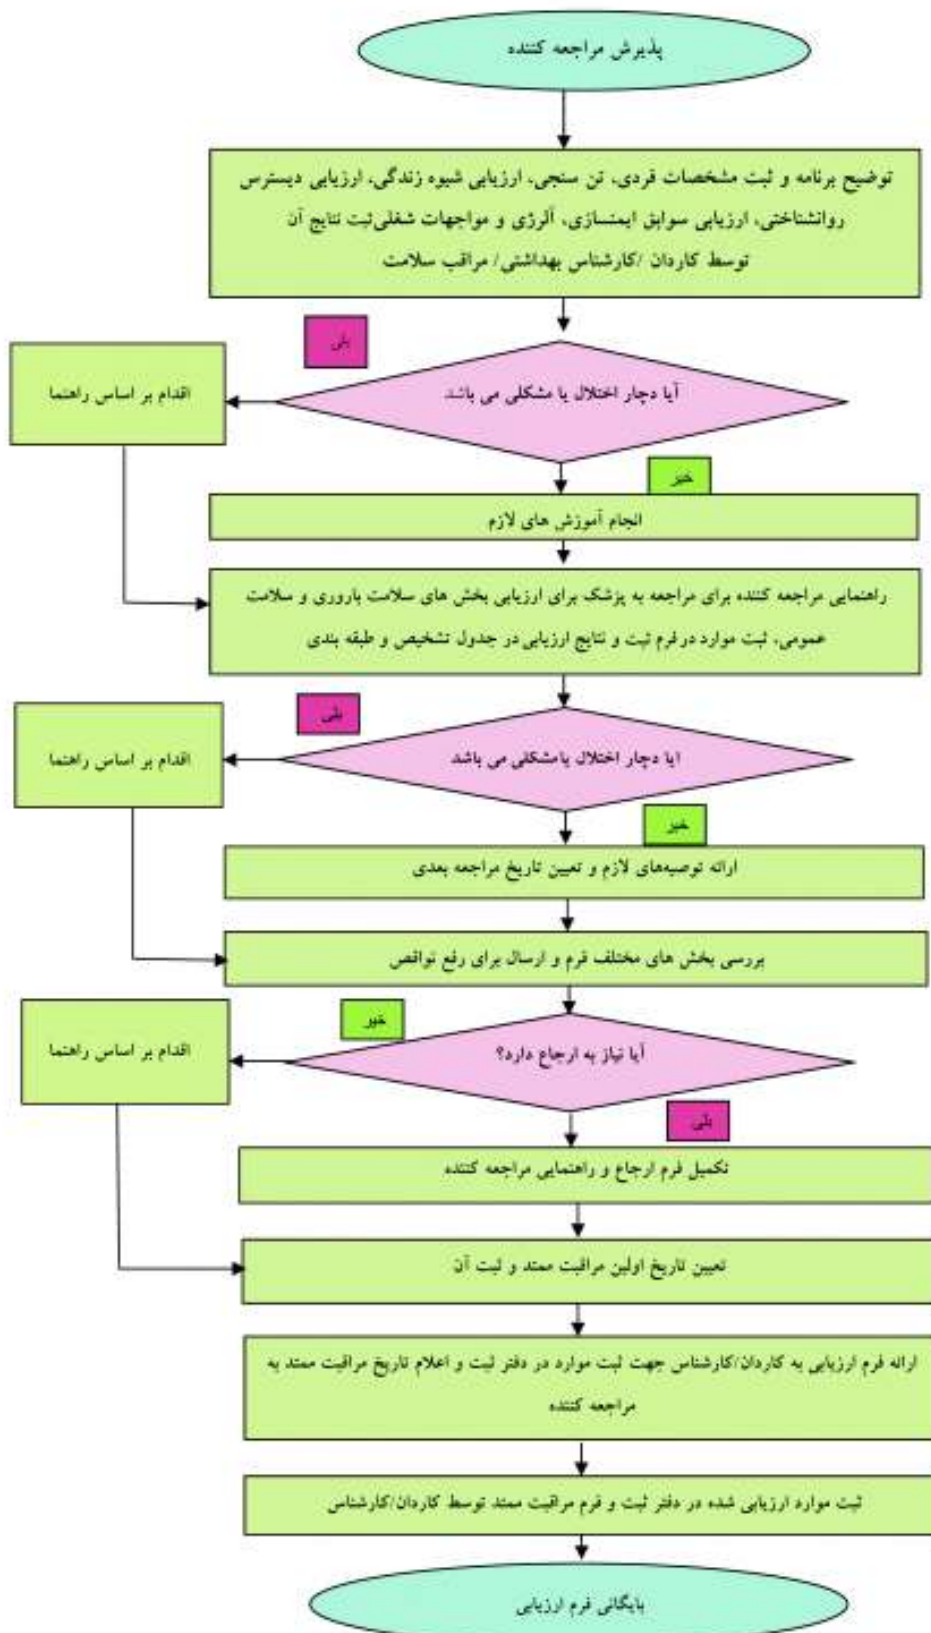 پذیرش مراجعه کننده
توضیح برنامه و ثبت مشخصات فردی، تن سنجی، ارزیابی شیوه زندگی، ارزیابی دیسترس
روانشناختی، ارزیابی سوابق ایمنسازی، آلرژی و مواجهات شغلی ثبت نتایج آن
توسط کاردان /کارشناس بهداشتی/ مراقب سلامت
بلی
آیا دچار اختلال یا مشکلی می باشد
اقدام بر اساس راهنما
خیر
انجام آموزش های لازم
راهنمایی مراجعه کننده برای مراجعه به پزشک برای ارزیابی بخش های سلامت باروری و سلامت
عمومی، ثبت موارد در فرم ثبت و نتایج ارزیابی در جدول تشخیص و طبقه بندی
بلی
ایا دچار اختلال یا مشکلی می باشد
اقدام بر اساس راهنما
خیر
ارائه توصیه‌های لازم و تعیین تاریخ مراجعه بعدی
بررسی بخش های مختلف فرم و ارسال برای رفع نواقص
خیر
آیا نیاز به ارجاع دارد؟
اقدام بر اساس راهنما
بلی
تکمیل فرم ارجاع و راهنمایی مراجعه کننده
تعیین تاریخ اولین مراقبت ممتد و ثبت آن
ارائه فرم ارزیابی به کاردان/کارشناس جهت ثبت موارد در دفتر ثبت و اعلام تاریخ مراقبت ممتد به
مراجعه کننده
ثبت موارد ارزیابی شده در دفتر ثبت و فرم مراقبت ممتد توسط کاردان/کارشناس
بایگانی فرم ارزیابی